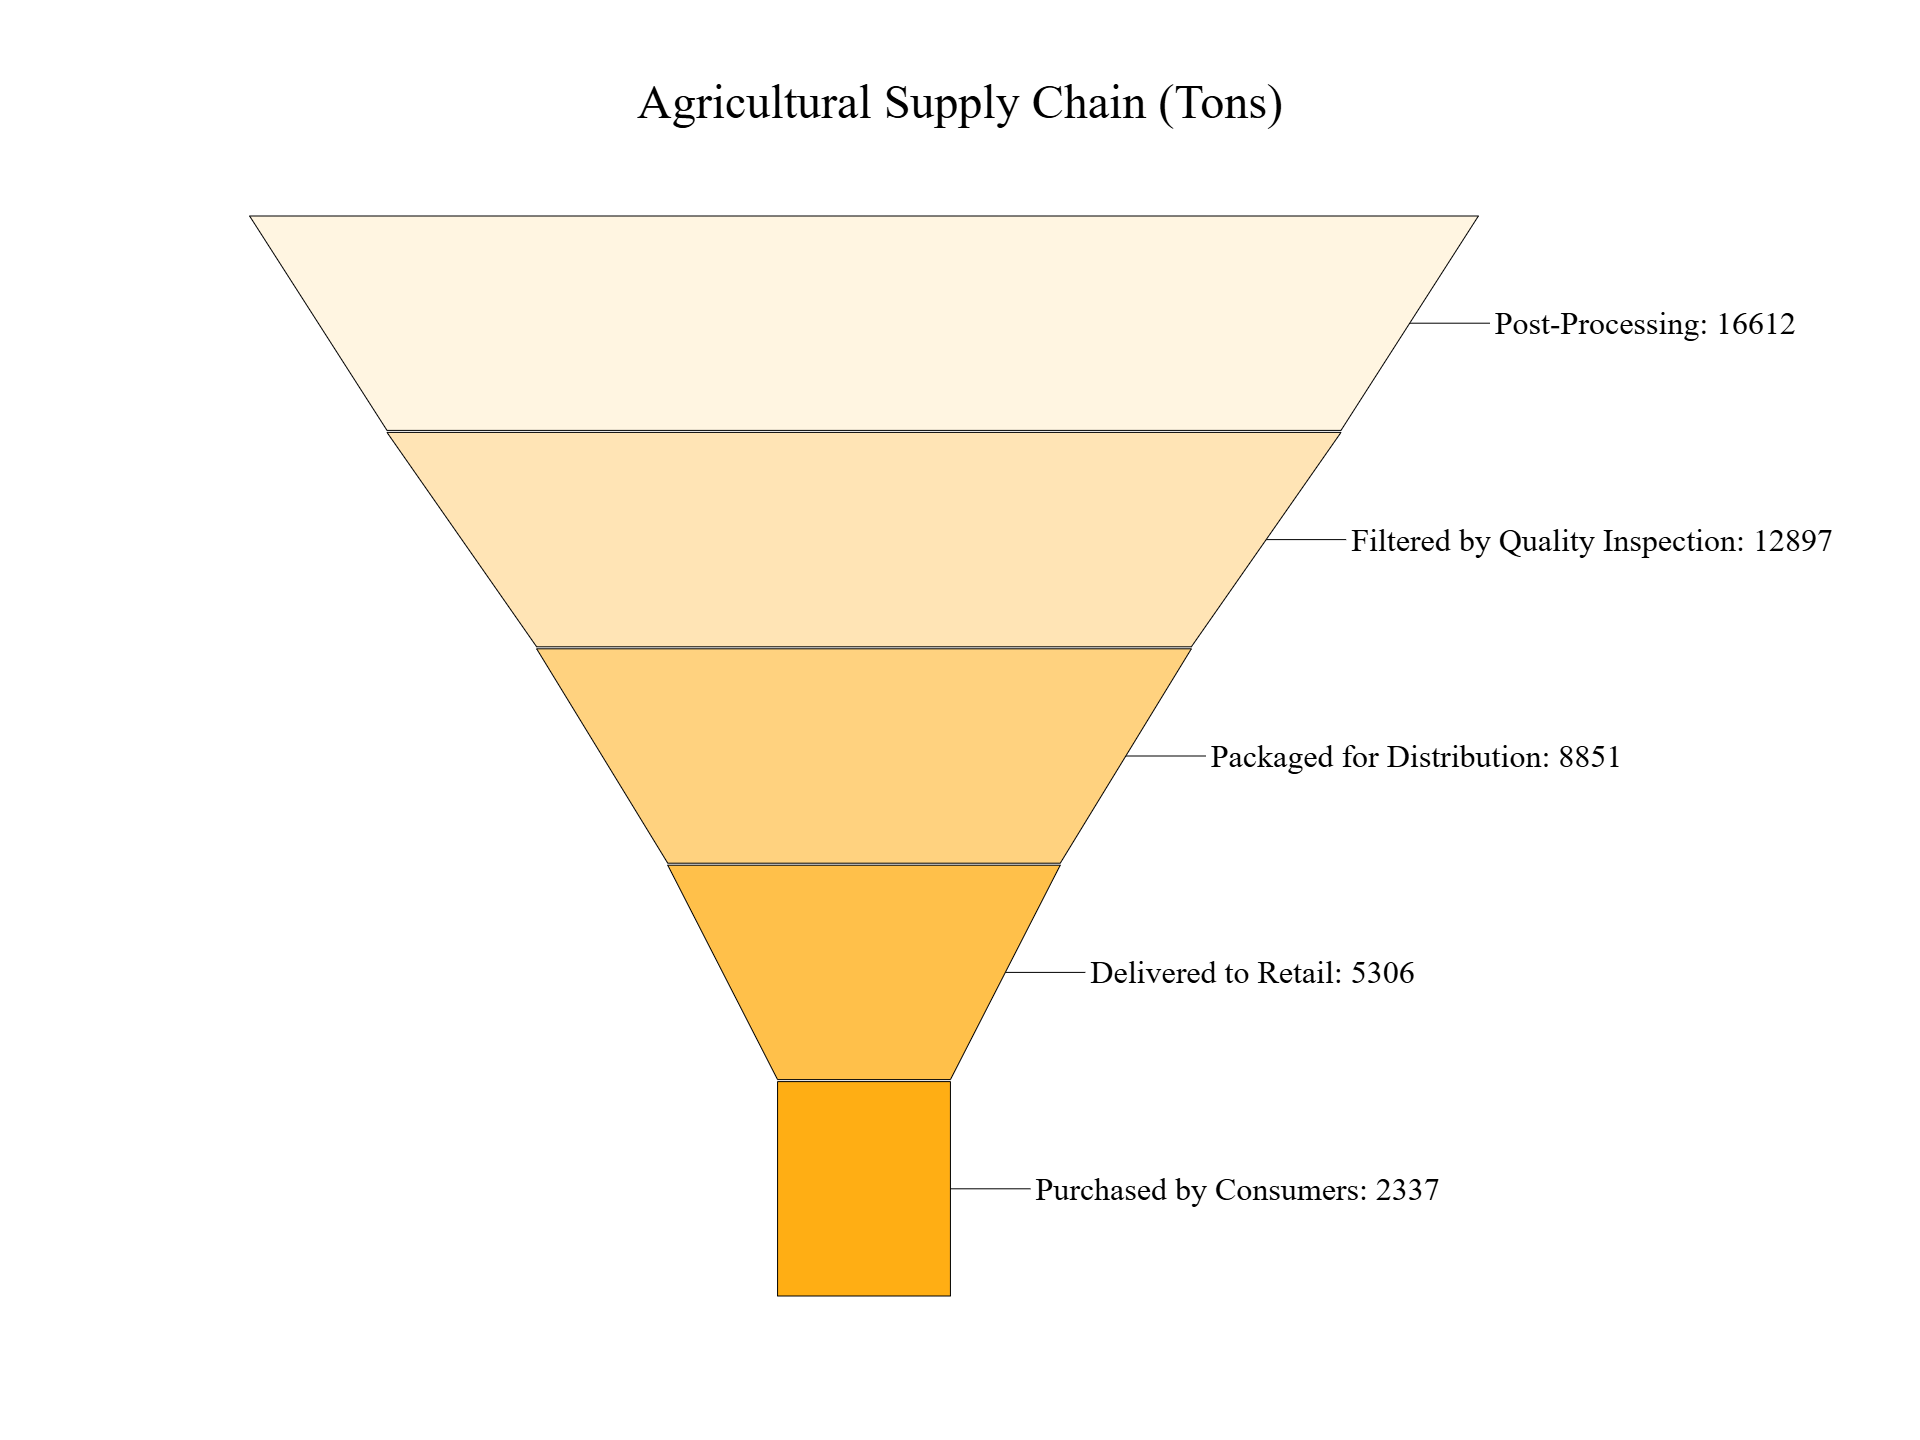 Agricultural Supply Chain (Tons)
Post-Processing: 16612
Filtered by Quality Inspection: 12897
Packaged for Distribution: 8851
Delivered to Retail: 5306
Purchased by Consumers: 2337